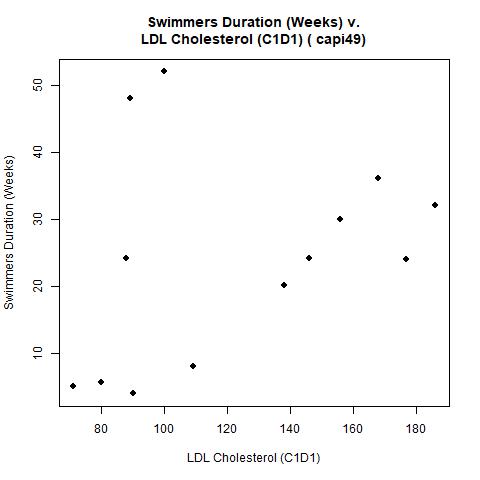 Swimmers Duration (Weeks) v.
LDL Cholesterol (C1D1) ( capi49)
Swimmers Duration (Weeks)
50
40
30
20
10
80
100
120
140
160
180
LDL Cholesterol (C1D1)